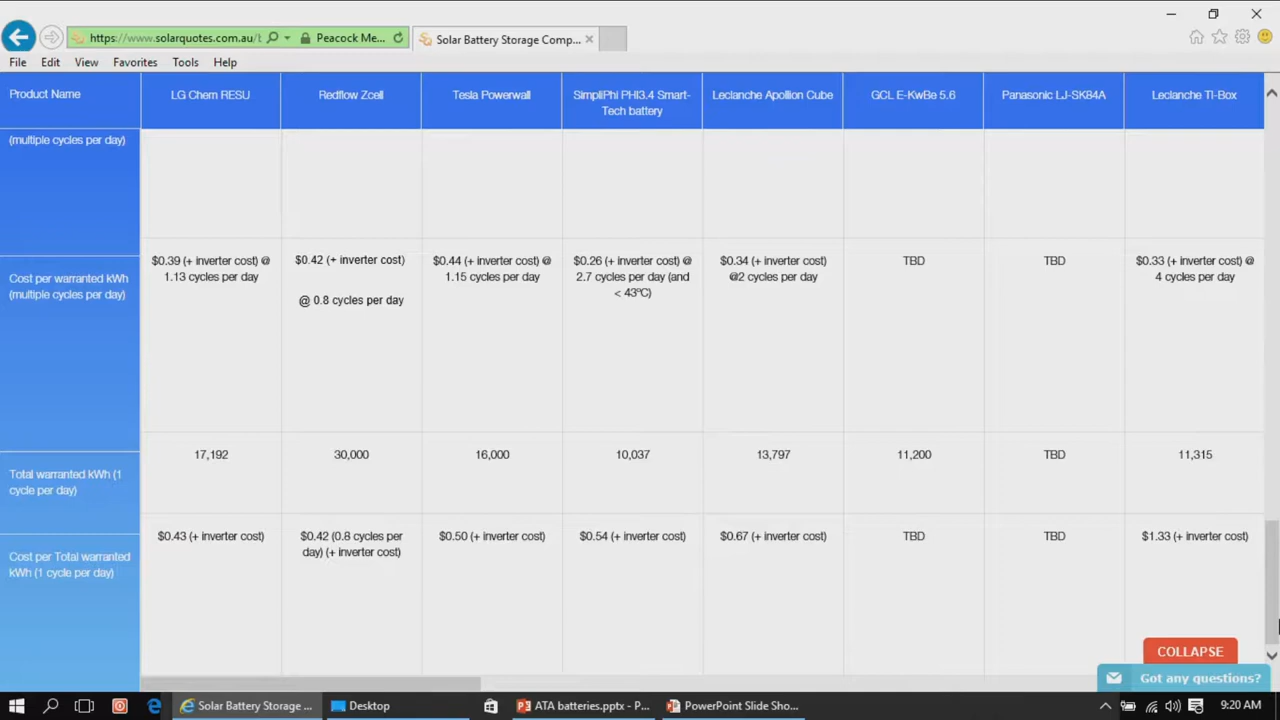 https://www.solarquotes.com.au/b
Peacock Me...
Solar Battery Storage Comp...
File Edit View Favorites Tools Help
Product Name
LG Chem RESU
Redflow Zcell
Tesla Powerwall
SimpliPhi PHI3.4 Smart-
Tech battery
Leclanche Apollion Cube
GCL E-KwBe 5.6
Panasonic LJ-SK84A
Leclanche TI-Box
(multiple cycles per day)
Cost per warranted kWh
(multiple cycles per day)
$0.39 (+ inverter cost) @
1.13 cycles per day
$0.42 (+ inverter cost)
@ 0.8 cycles per day
$0.44 (+ inverter cost) @
1.15 cycles per day
$0.26 (+ inverter cost) @
2.7 cycles per day (and
< 43ºC)
$0.34 (+ inverter cost)
@2 cycles per day
TBD
TBD
$0.33 (+ inverter cost) @
4 cycles per day
Total warranted kWh (1
cycle per day)
17,192
30,000
16,000
10,037
13,797
11,200
TBD
11,315
Cost per Total warranted
kWh (1 cycle per day)
$0.43 (+ inverter cost)
$0.42 (0.8 cycles per
day) (+ inverter cost)
$0.50 (+ inverter cost)
$0.54 (+ inverter cost)
$0.67 (+ inverter cost)
TBD
TBD
$1.33 (+ inverter cost)
COLLAPSE
Got any questions?
Solar Battery Storage ...
Desktop
ATA batteries.pptx - P...
PowerPoint Slide Sho...
9:20 AM